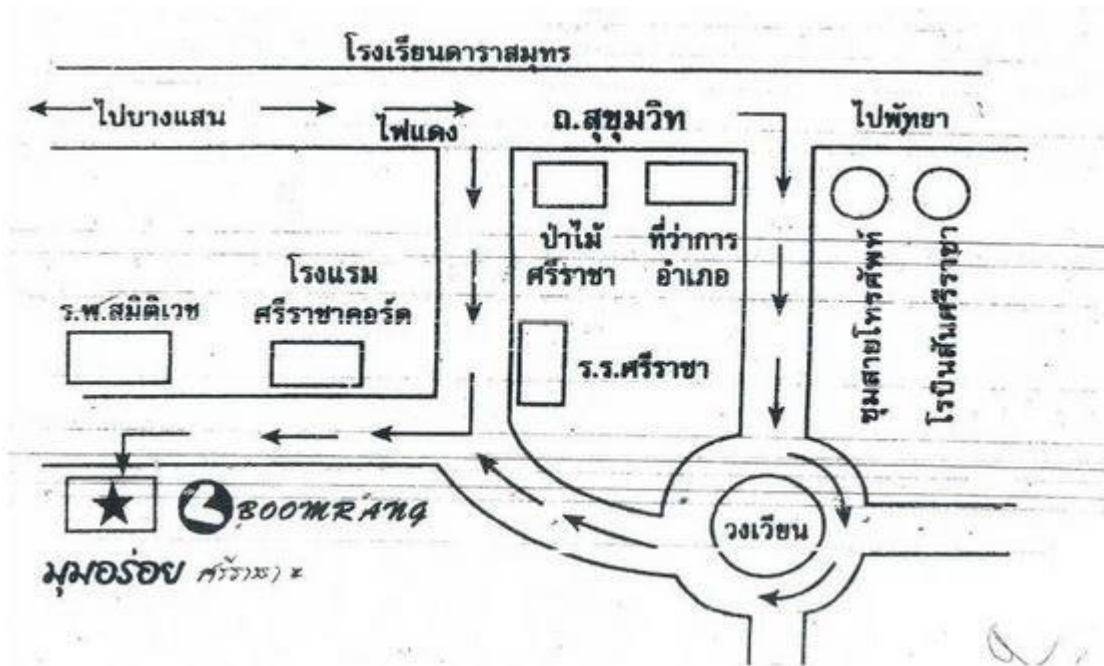 โรงเรียนดาราสมุทร
ไปบางแสน
ไฟแดง
ถ.สุขุมวิท
ไปพัทยา
ป่าไม้
ศรีราชา
ที่ว่าการ
อำเภอ
ชุมสายโทรศัพท์
โรบินสันศรีราชา
ร.พ.สมิติเวช
โรงแรม
ศรีราชาคอร์ด
ร.ร.ศรีราชา
วงเวียน
BOOMRANG
มุมอร่อย ศรีราชา